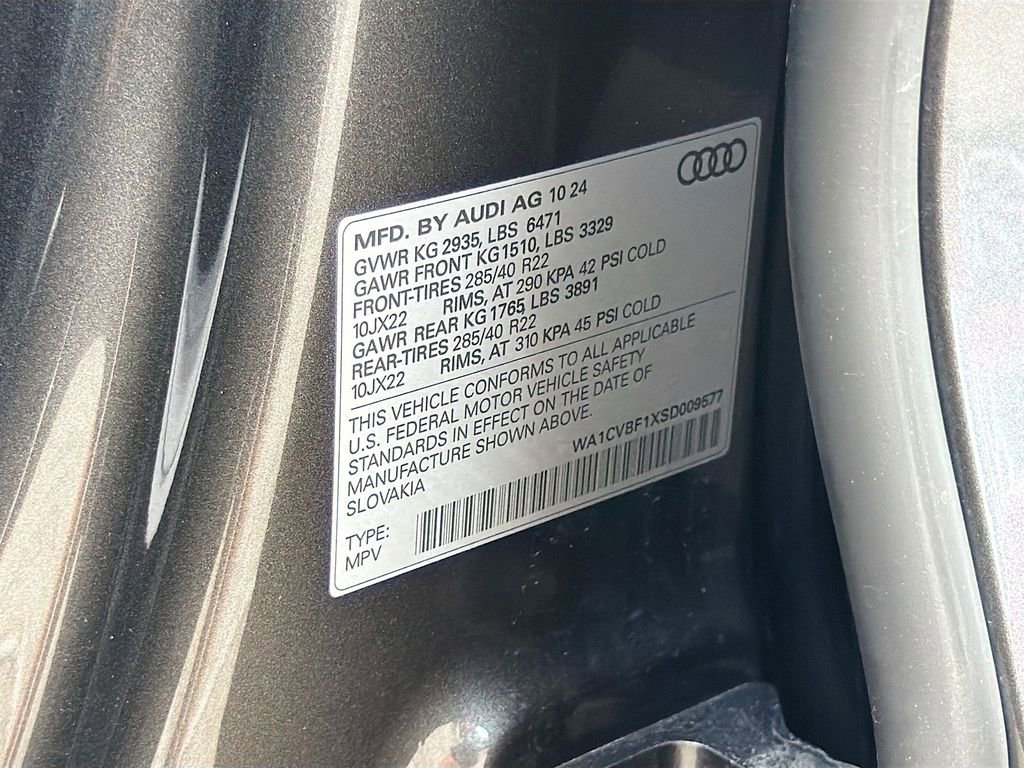 MFD. BY AUDI AG 10 24
GVWR KG 2935, LBS 6471
GAWR FRONT KG 1510, LBS 3329
FRONT-TIRES 285/40 R22
10JX22 RIMS, AT 290 KPA 42 PSI COLD
GAWR REAR KG 1765, LBS 3891
REAR-TIRES 285/40 R22
10JX22 RIMS, AT 310 KPA 45 PSI COLD
THIS VEHICLE CONFORMS TO ALL APPLICABLE
U.S. FEDERAL MOTOR VEHICLE SAFETY
STANDARDS IN EFFECT ON THE DATE OF
MANUFACTURE SHOWN ABOVE.
SLOVAKIA
WA1CVBF1XSD009577
TYPE:
MPV